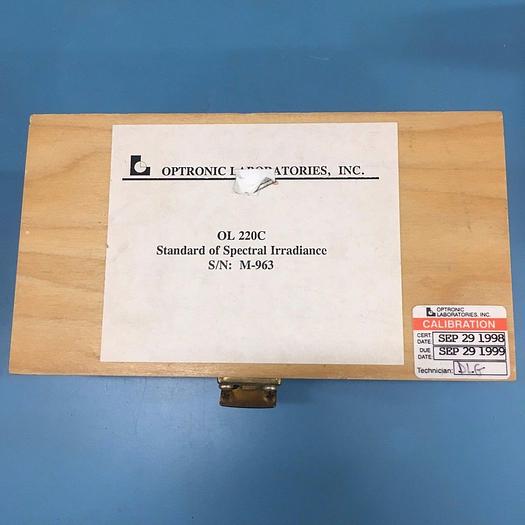 OPTRONIC LABORATORIES, INC.
OL 220C
Standard of Spectral Irradiance
S/N: M-963
OPTRONIC
LABORATORIES, INC.
CALIBRATION
CERT. DATE: SEP 29 1998
DUE DATE: SEP 29 1999
Technician: DLG